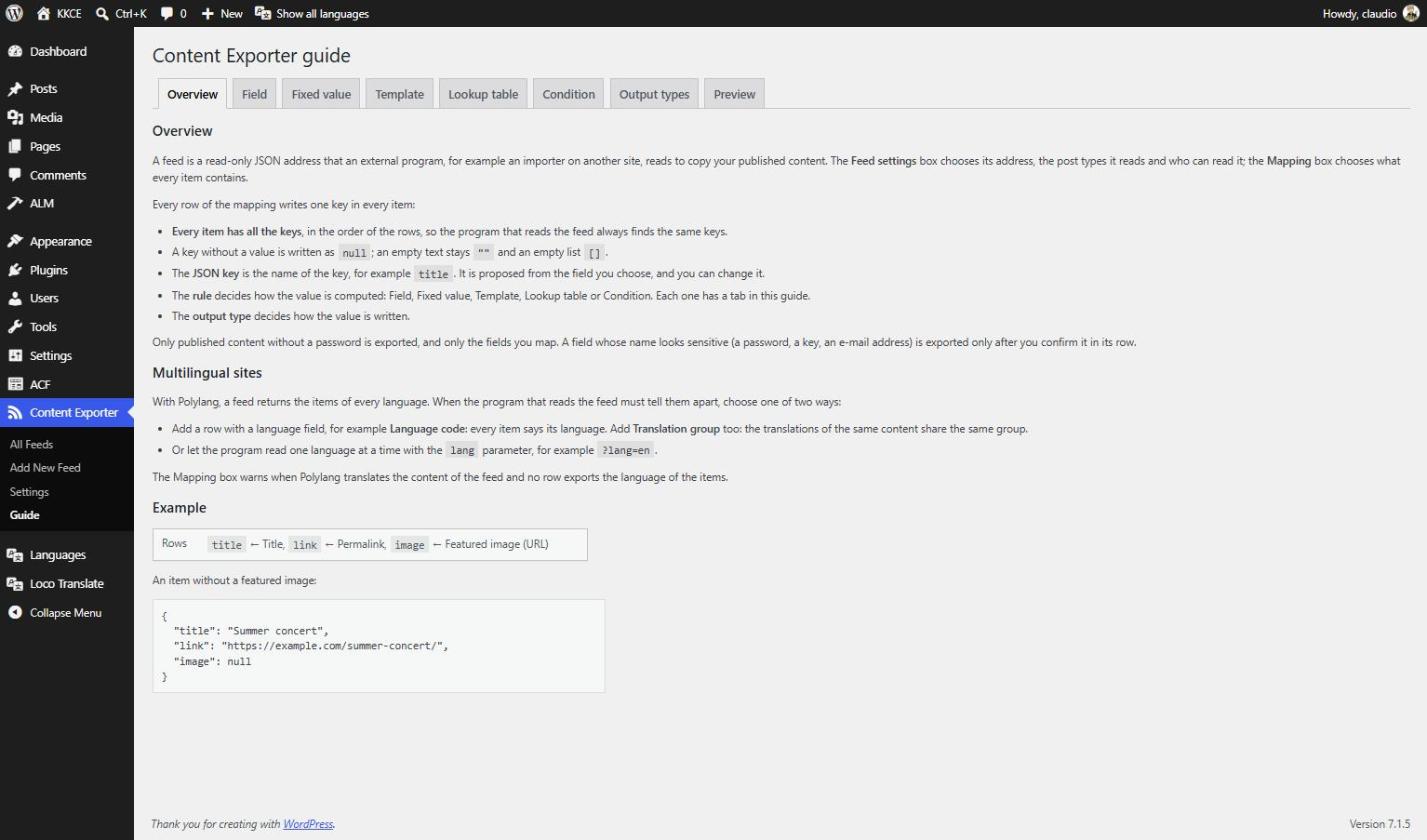 KKCE Ctrl+K 0 New Show all languages Howdy, claudio
Dashboard
Posts
Media
Pages
Comments
ALM
Appearance
Plugins
Users
Tools
Settings
ACF
Content Exporter
All Feeds
Add New Feed
Settings
Guide
Languages
Loco Translate
Collapse Menu
Content Exporter guide
Overview Field Fixed value Template Lookup table Condition Output types Preview
Overview
A feed is a read-only JSON address that an external program, for example an importer on another site, reads to copy your published content. The Feed settings box chooses its address, the post types it reads and who can read it; the Mapping box chooses what
every item contains.
Every row of the mapping writes one key in every item:
• Every item has all the keys, in the order of the rows, so the program that reads the feed always finds the same keys.
• A key without a value is written as null; an empty text stays "" and an empty list [].
• The JSON key is the name of the key, for example title. It is proposed from the field you choose, and you can change it.
• The rule decides how the value is computed: Field, Fixed value, Template, Lookup table or Condition. Each one has a tab in this guide.
• The output type decides how the value is written.
Only published content without a password is exported, and only the fields you map. A field whose name looks sensitive (a password, a key, an e-mail address) is exported only after you confirm it in its row.
Multilingual sites
With Polylang, a feed returns the items of every language. When the program that reads the feed must tell them apart, choose one of two ways:
• Add a row with a language field, for example Language code: every item says its language. Add Translation group too: the translations of the same content share the same group.
• Or let the program read one language at a time with the lang parameter, for example ?lang=en.
The Mapping box warns when Polylang translates the content of the feed and no row exports the language of the items.
Example
Rows title ← Title, link ← Permalink, image ← Featured image (URL)
An item without a featured image:
{
"title": "Summer concert",
"link": "https://example.com/summer-concert/",
"image": null
}
Thank you for creating with WordPress. Version 7.1.5